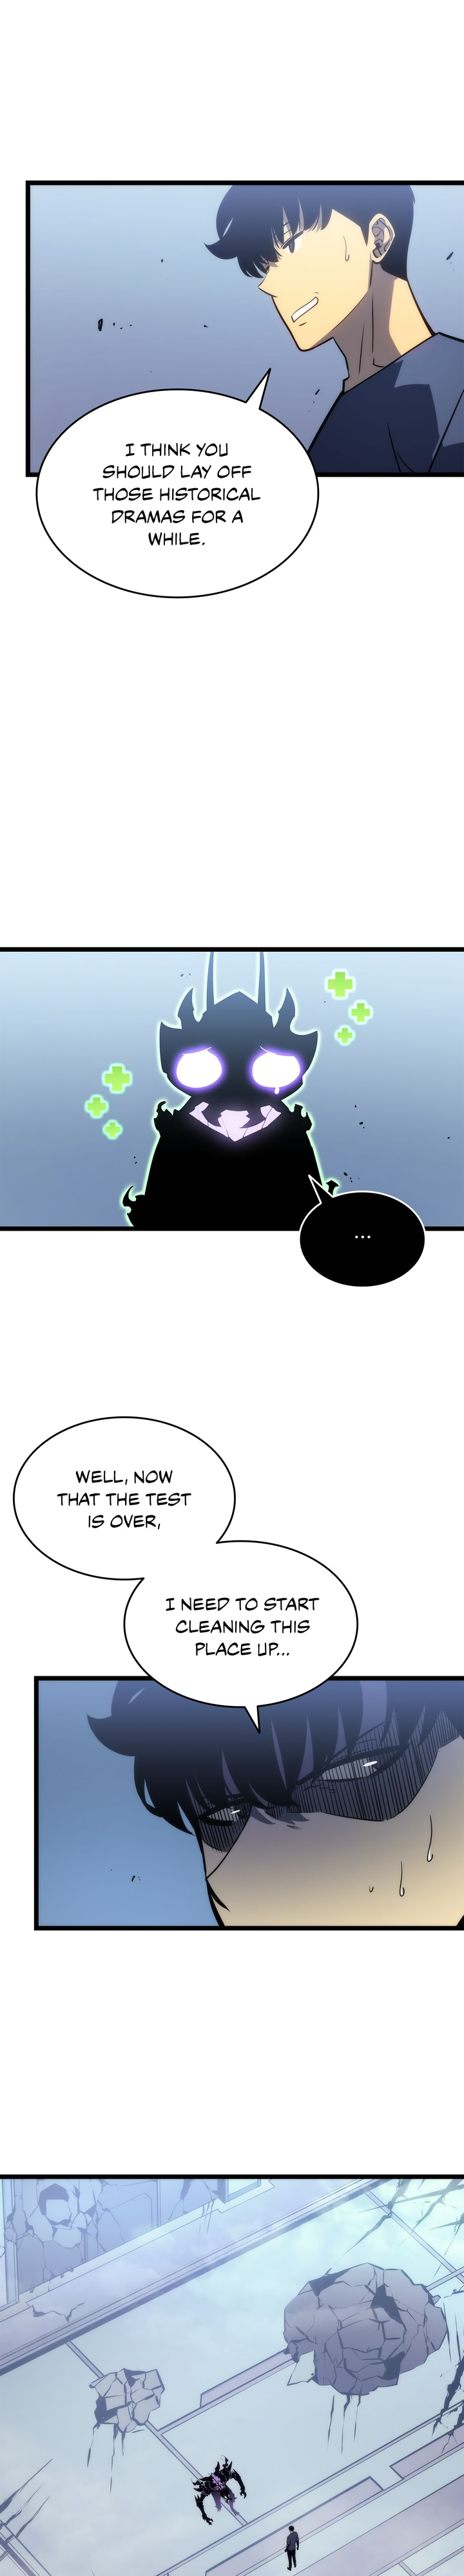 I THINK YOU
SHOULD LAY OFF
THOSE HISTORICAL
DRAMAS FOR A
WHILE.
...
WELL, NOW
THAT THE TEST
IS OVER,
I NEED TO START
CLEANING THIS
PLACE UP...